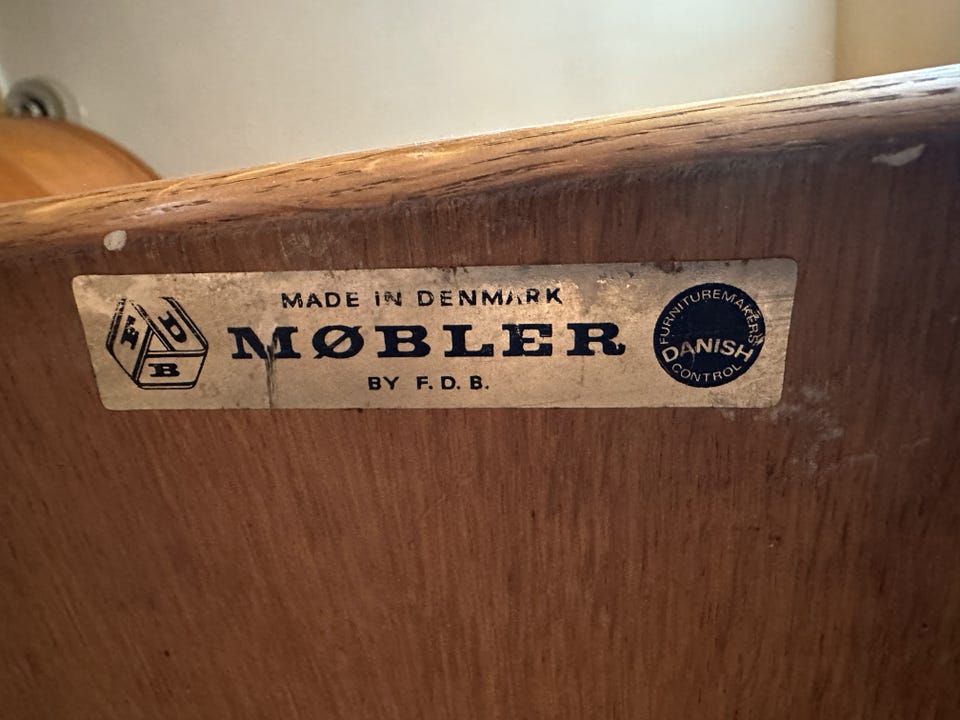 F D B
MADE IN DENMARK
MØBLER
BY F.D.B.
FURNITUREMAKERS
DANISH
CONTROL